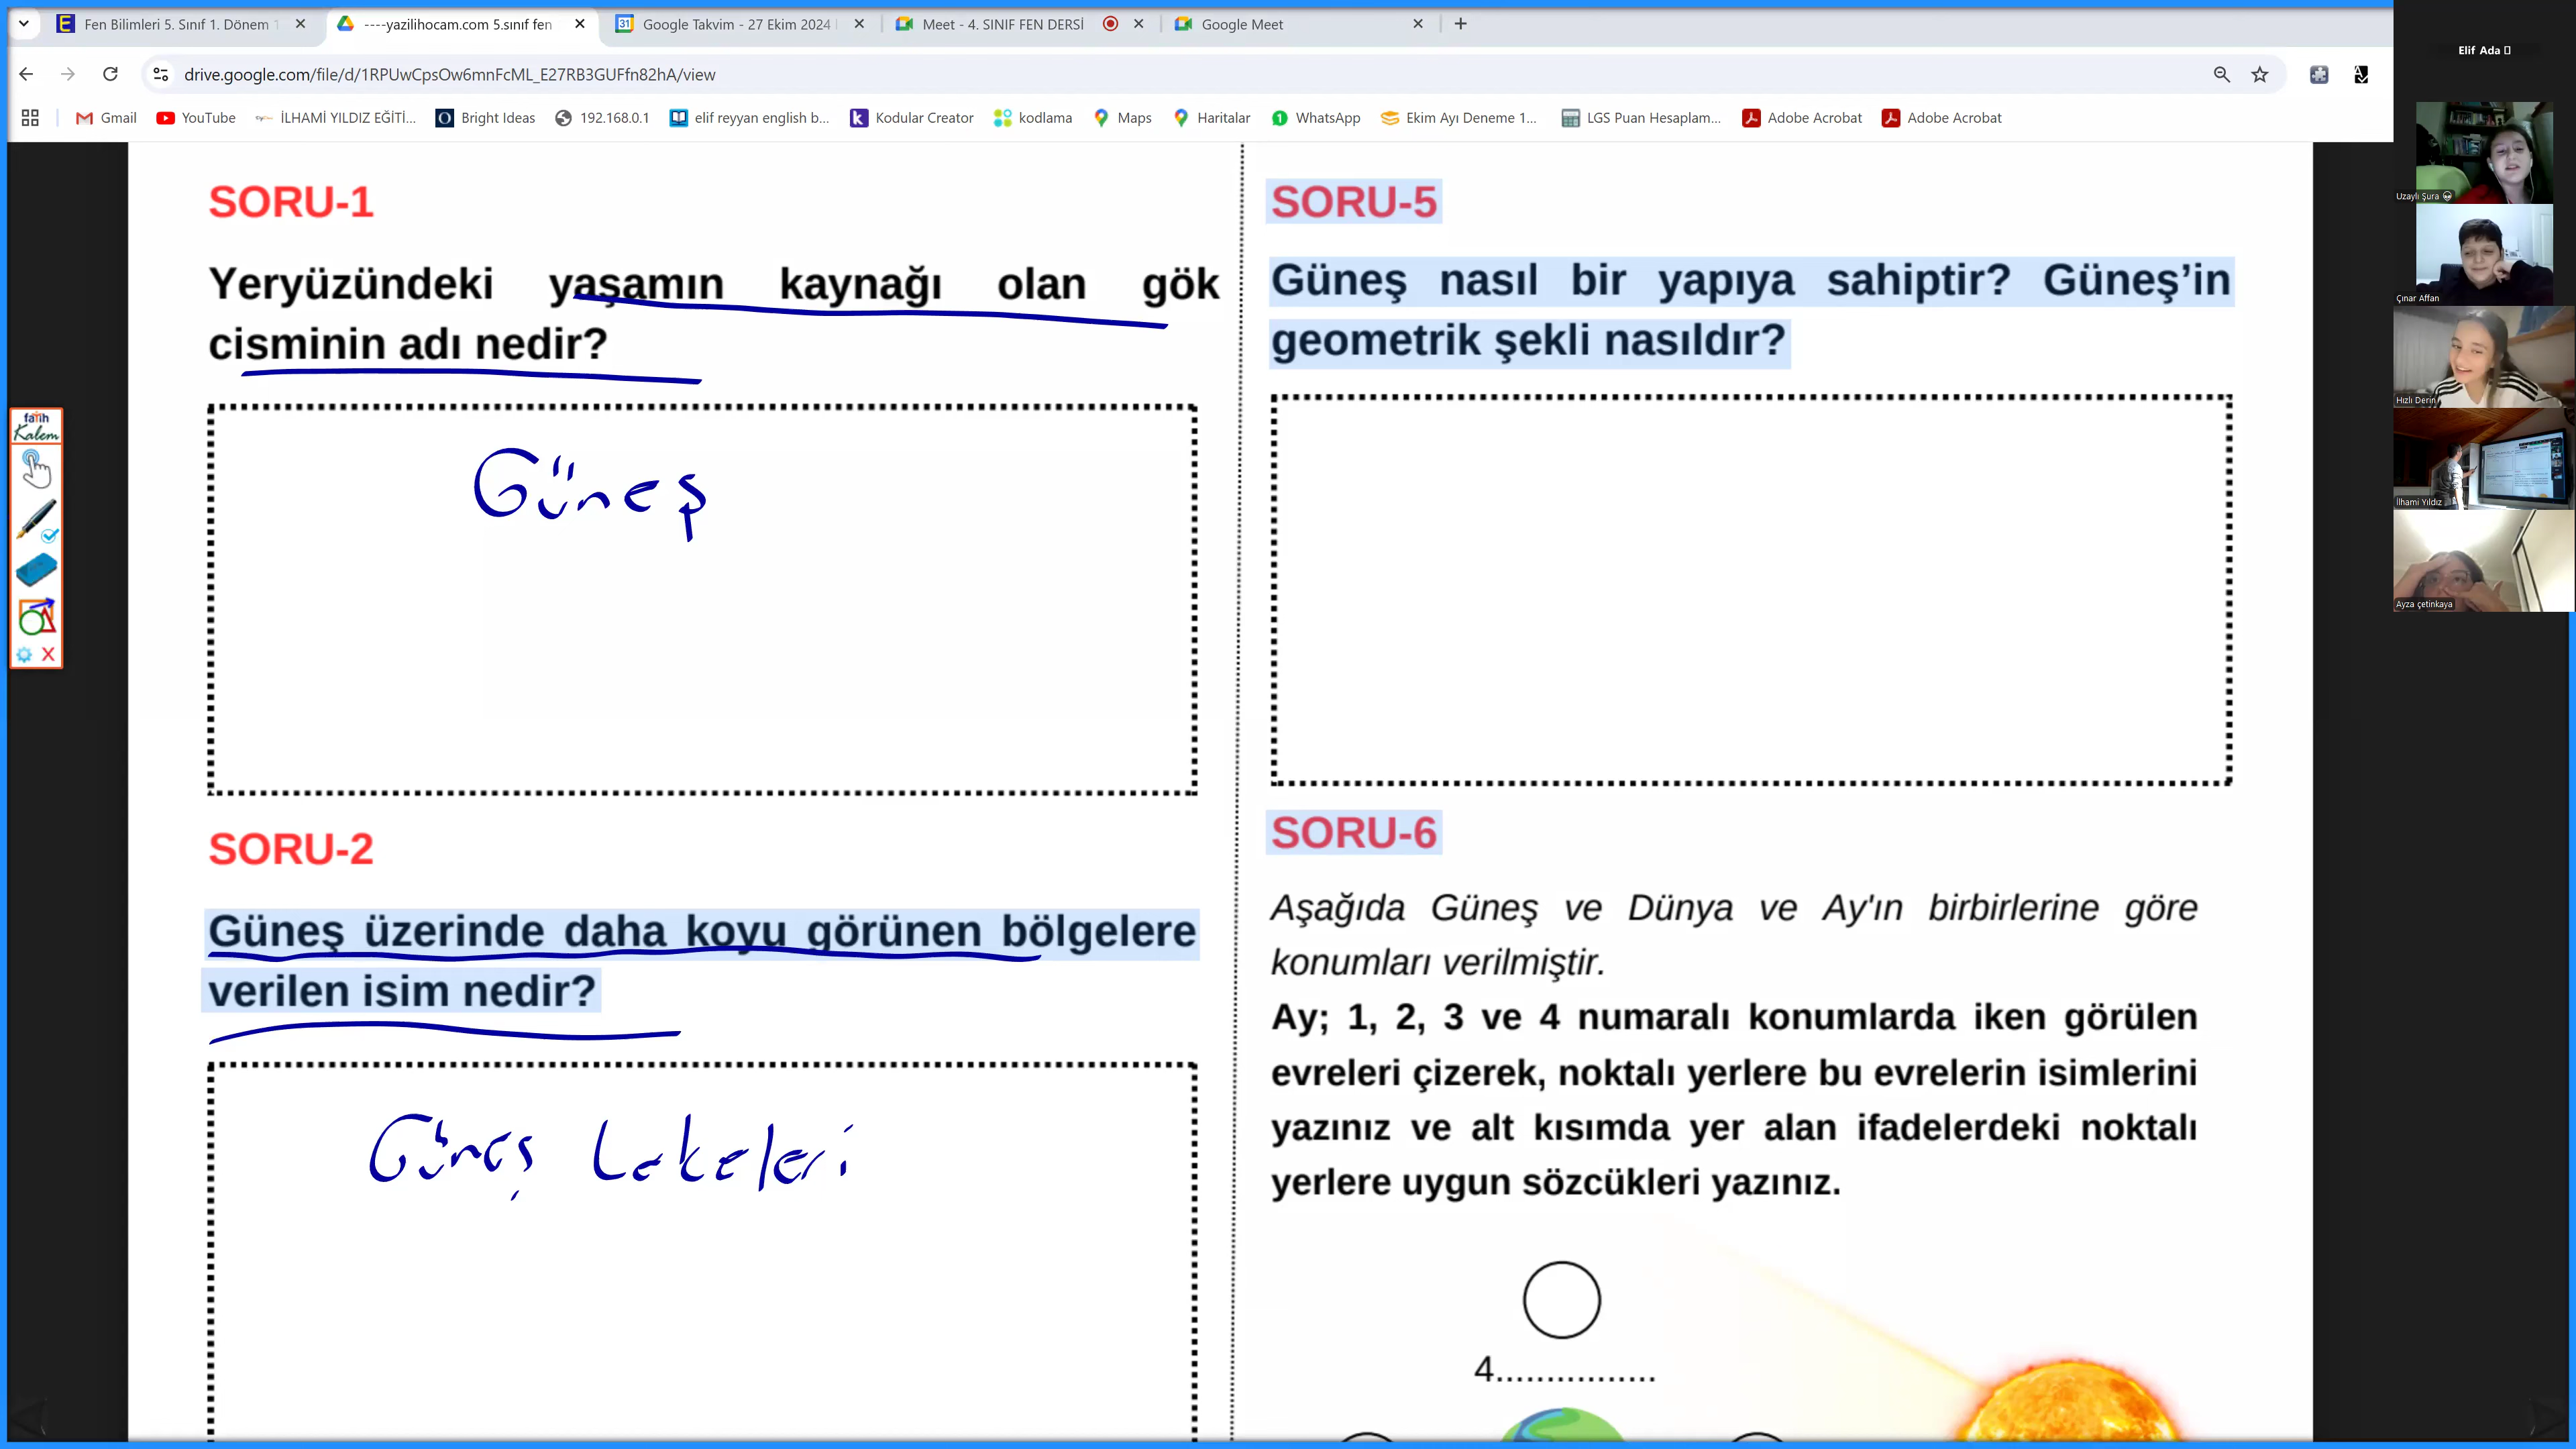 Fen Bilimleri 5. Sınıf 1. Dönem 1
----yazilihocam.com 5.sınıf fen
31
Google Takvim - 27 Ekim 2024
Meet - 4. SINIF FEN DERSİ
Google Meet
drive.google.com/file/d/1RPUwCpsOw6mnFcML_E27RB3GUFfn82hA/view
Gmail
YouTube
İLHAMİ YILDIZ EĞİTİ...
Bright Ideas
192.168.0.1
elif reyyan english b...
Kodular Creator
kodlama
Maps
Haritalar
WhatsApp
Ekim Ayı Deneme 1...
LGS Puan Hesaplam...
Adobe Acrobat
Adobe Acrobat
fatih
Kalem
SORU-1
Yeryüzündeki yaşamın kaynağı olan gök
cisminin adı nedir?
Güneş
SORU-2
Güneş üzerinde daha koyu görünen bölgelere
verilen isim nedir?
Güneş Lekeleri
SORU-5
Güneş nasıl bir yapıya sahiptir? Güneş’in
geometrik şekli nasıldır?
SORU-6
Aşağıda Güneş ve Dünya ve Ay'ın birbirlerine göre
konumları verilmiştir.
Ay; 1, 2, 3 ve 4 numaralı konumlarda iken görülen
evreleri çizerek, noktalı yerlere bu evrelerin isimlerini
yazınız ve alt kısımda yer alan ifadelerdeki noktalı
yerlere uygun sözcükleri yazınız.
4...............
Elif Ada
Uzaylı Şura
Çınar Affan
Hızlı Derin
İlhami Yıldız
Ayza çetinkaya